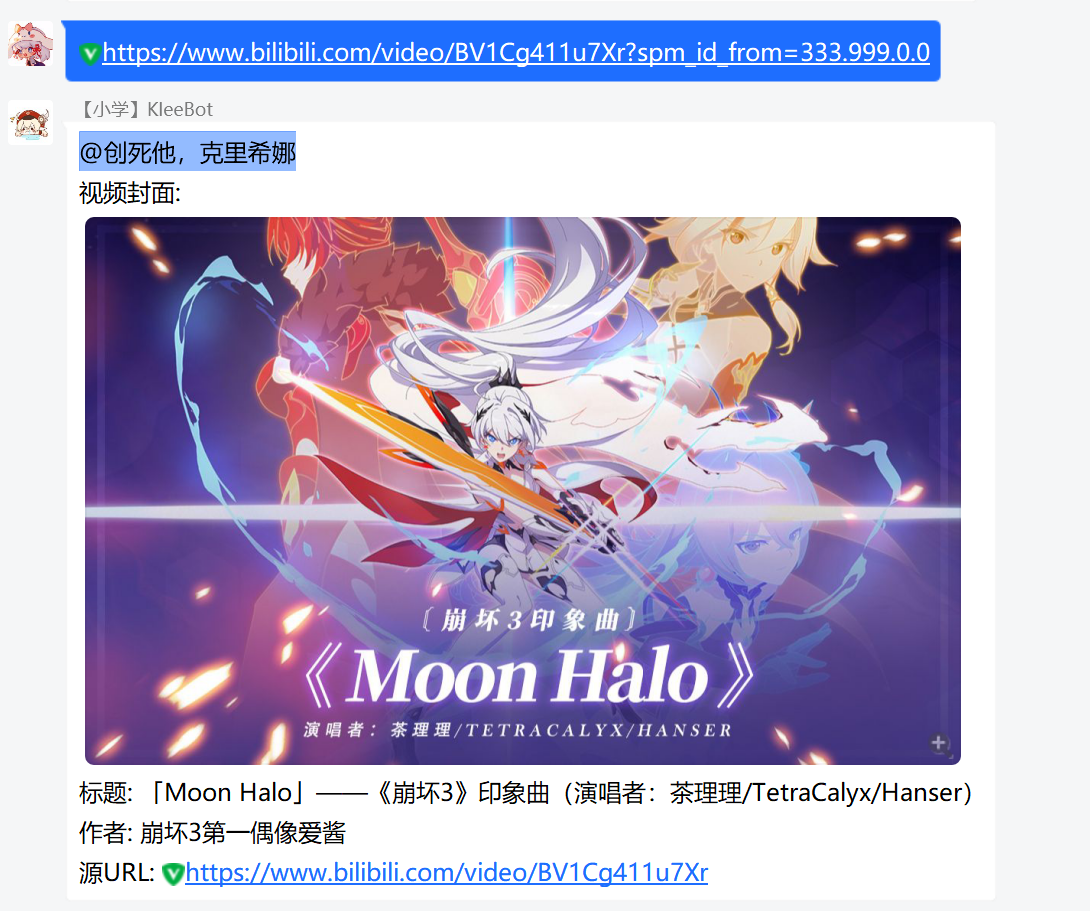 https://www.bilibili.com/video/BV1Cg411u7Xr?spm_id_from=333.999.0.0
【小学】KleeBot
@创死他，克里希娜
视频封面:
〔崩坏3印象曲〕
《Moon Halo》
演唱者：茶理理/TETRACALYX/HANSER
标题: 「Moon Halo」——《崩坏3》印象曲（演唱者：茶理理/TetraCalyx/Hanser）
作者: 崩坏3第一偶像爱酱
源URL: https://www.bilibili.com/video/BV1Cg411u7Xr